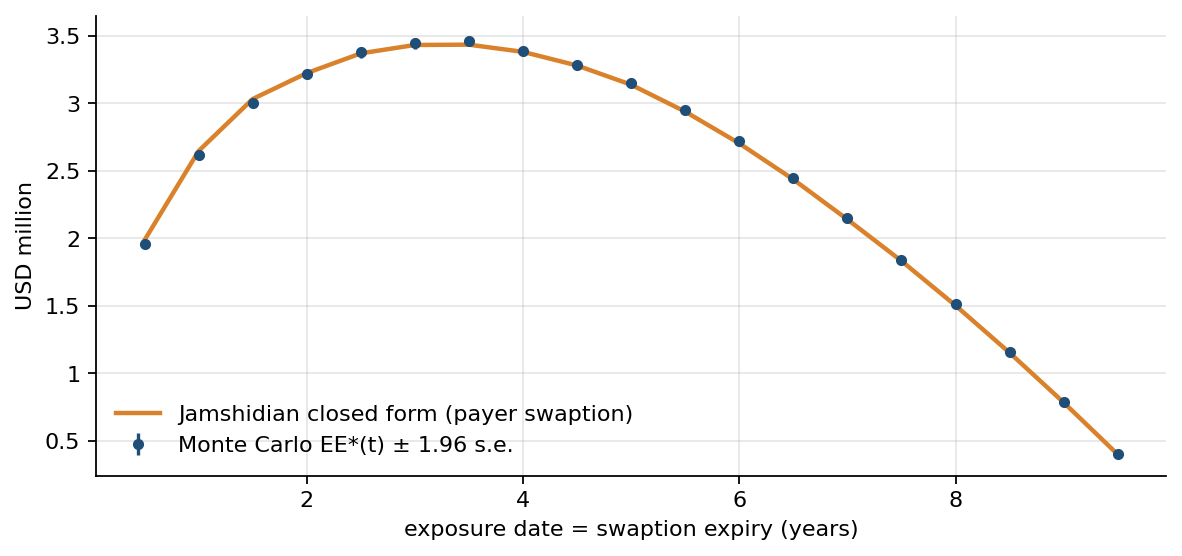 USD million
3.5
3
2.5
2
1.5
1
0.5
Jamshidian closed form (payer swaption)
Monte Carlo EE*(t) ± 1.96 s.e.
2 4 6 8
exposure date = swaption expiry (years)